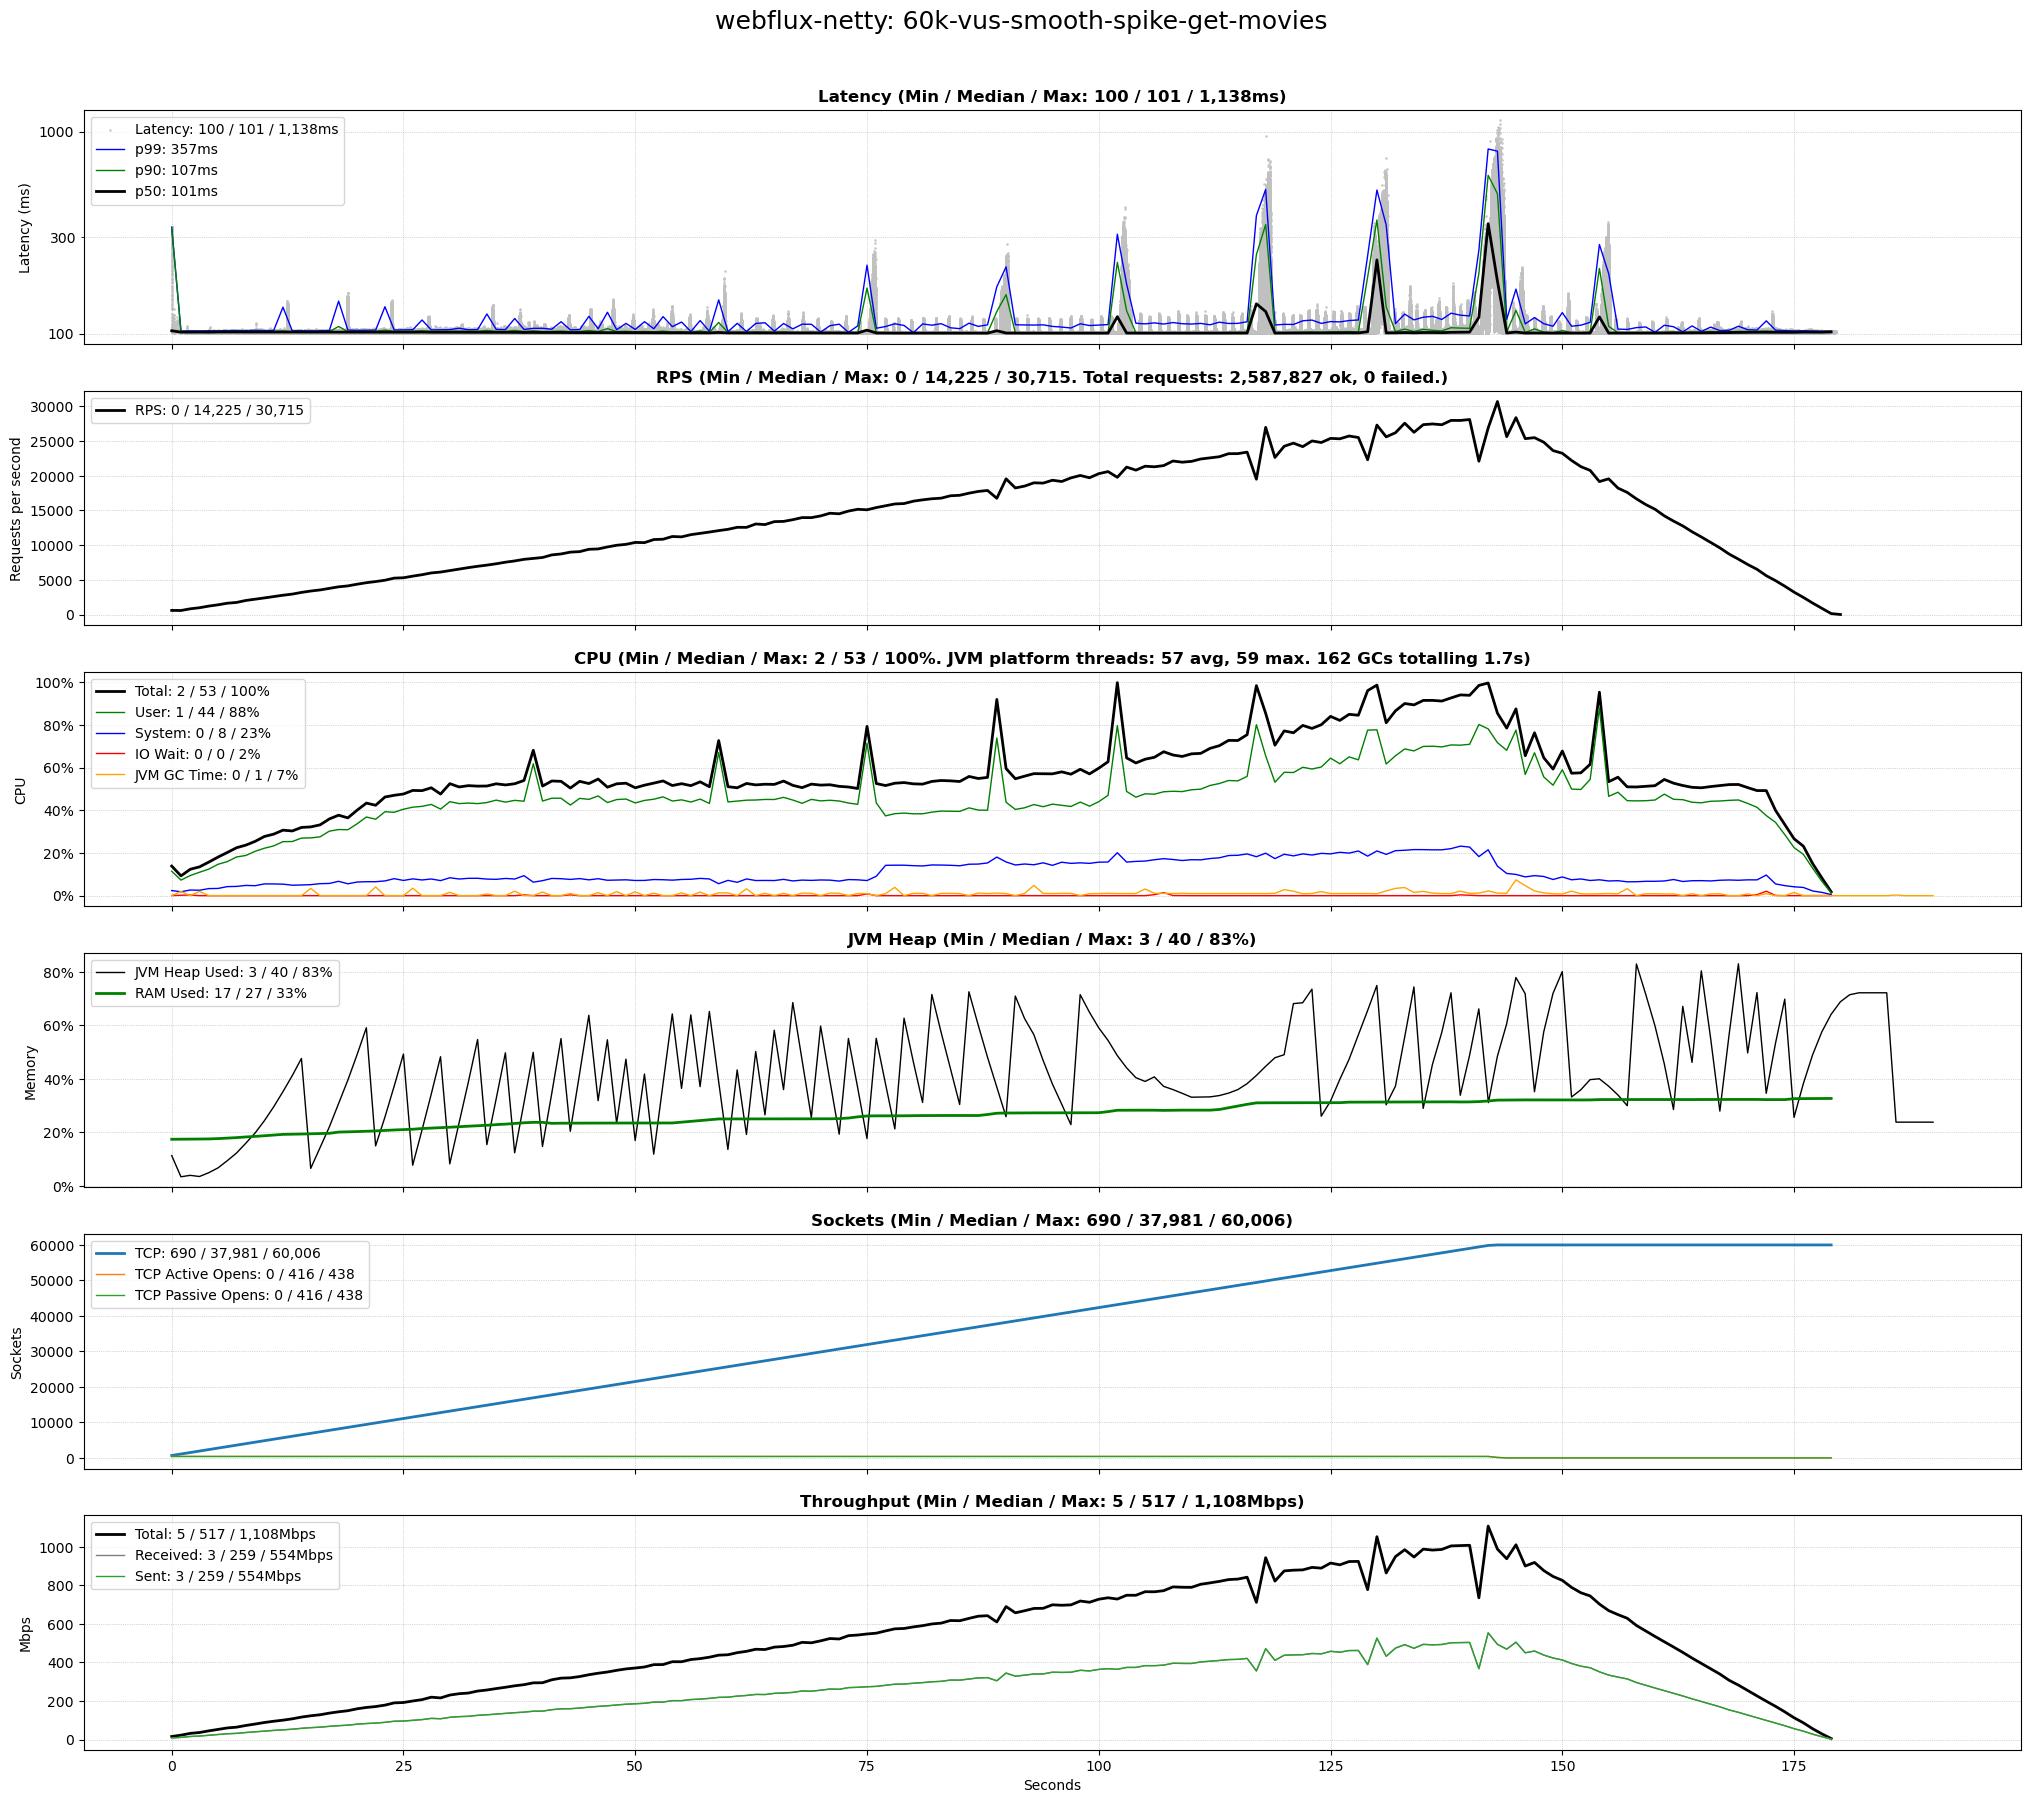 webflux-netty: 60k-vus-smooth-spike-get-movies
Latency (Min / Median / Max: 100 / 101 / 1,138ms)
Latency: 100 / 101 / 1,138ms
p99: 357ms
p90: 107ms
p50: 101ms
1000
300
100
Latency (ms)
RPS (Min / Median / Max: 0 / 14,225 / 30,715. Total requests: 2,587,827 ok, 0 failed.)
RPS: 0 / 14,225 / 30,715
30000
25000
20000
15000
10000
5000
0
Requests per second
CPU (Min / Median / Max: 2 / 53 / 100%. JVM platform threads: 57 avg, 59 max. 162 GCs totalling 1.7s)
Total: 2 / 53 / 100%
User: 1 / 44 / 88%
System: 0 / 8 / 23%
IO Wait: 0 / 0 / 2%
JVM GC Time: 0 / 1 / 7%
100%
80%
60%
40%
20%
0%
CPU
JVM Heap (Min / Median / Max: 3 / 40 / 83%)
JVM Heap Used: 3 / 40 / 83%
RAM Used: 17 / 27 / 33%
80%
60%
40%
20%
0%
Memory
Sockets (Min / Median / Max: 690 / 37,981 / 60,006)
TCP: 690 / 37,981 / 60,006
TCP Active Opens: 0 / 416 / 438
TCP Passive Opens: 0 / 416 / 438
60000
50000
40000
30000
20000
10000
0
Sockets
Throughput (Min / Median / Max: 5 / 517 / 1,108Mbps)
Total: 5 / 517 / 1,108Mbps
Received: 3 / 259 / 554Mbps
Sent: 3 / 259 / 554Mbps
1000
800
600
400
200
0
Mbps
0 25 50 75 100 125 150 175
Seconds